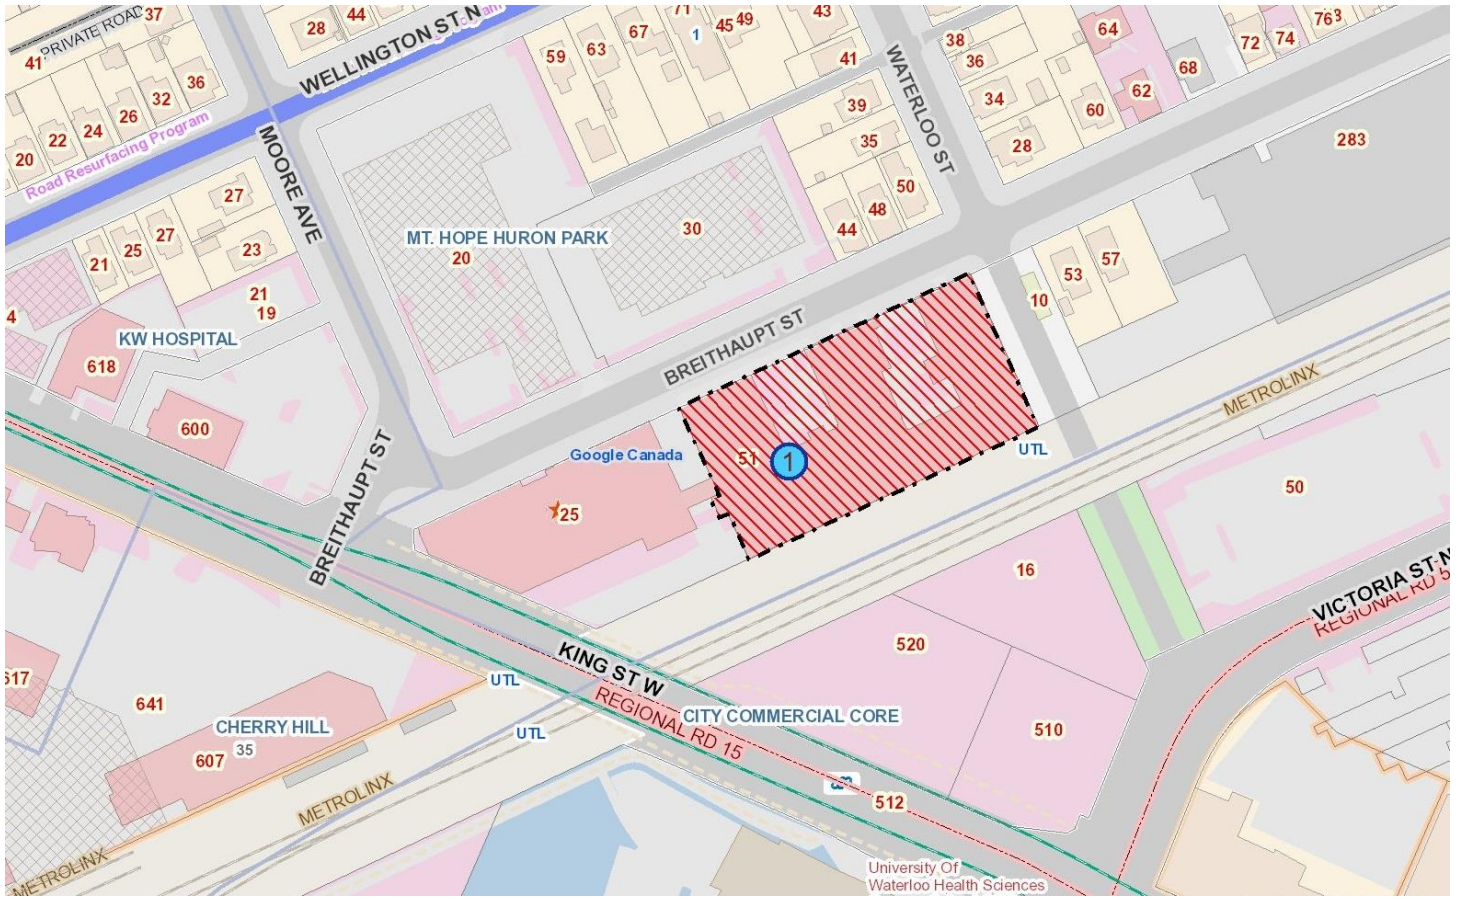 37
44
28
PRIVATE ROAD
41
36
32
26
24
22
20
Road Resurfacing Program
WELLINGTON ST N
59
63
67
71
45
49
1
43
41
39
35
50
48
44
WATERLOO ST
38
36
34
28
64
62
60
68
72
74
76
283
MOORE AVE
27
27
25
21
23
21
19
4
KW HOSPITAL
618
600
MT. HOPE HURON PARK
20
30
BREITHAUPT ST
53
57
10
METROLINX
UTL
Google Canada
51
1
25
BREITHAUPT ST
50
16
520
510
VICTORIA ST N
REGIONAL RD 5
KING ST W
REGIONAL RD 15
UTL
UTL
CITY COMMERCIAL CORE
617
641
CHERRY HILL
35
607
METROLINX
METROLINX
512
University Of
Waterloo Health Sciences